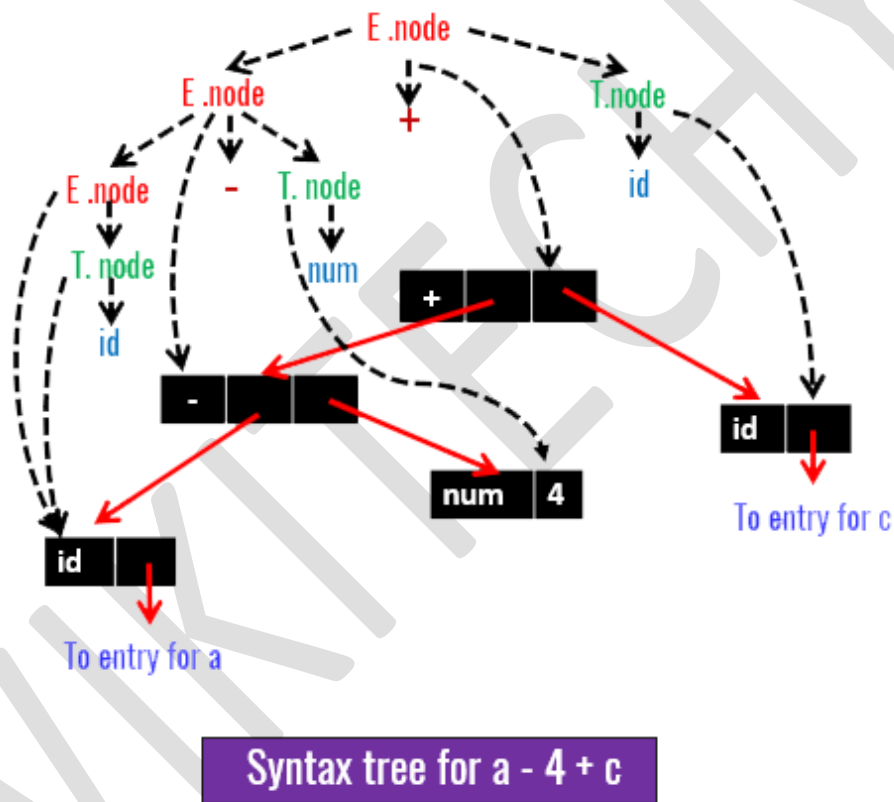 E .node
E .node
+
T.node
E .node
-
T. node
id
T. node
num
id
+
-
id
num 4
To entry for c
id
To entry for a
Syntax tree for a - 4 + c
WIKITECHY